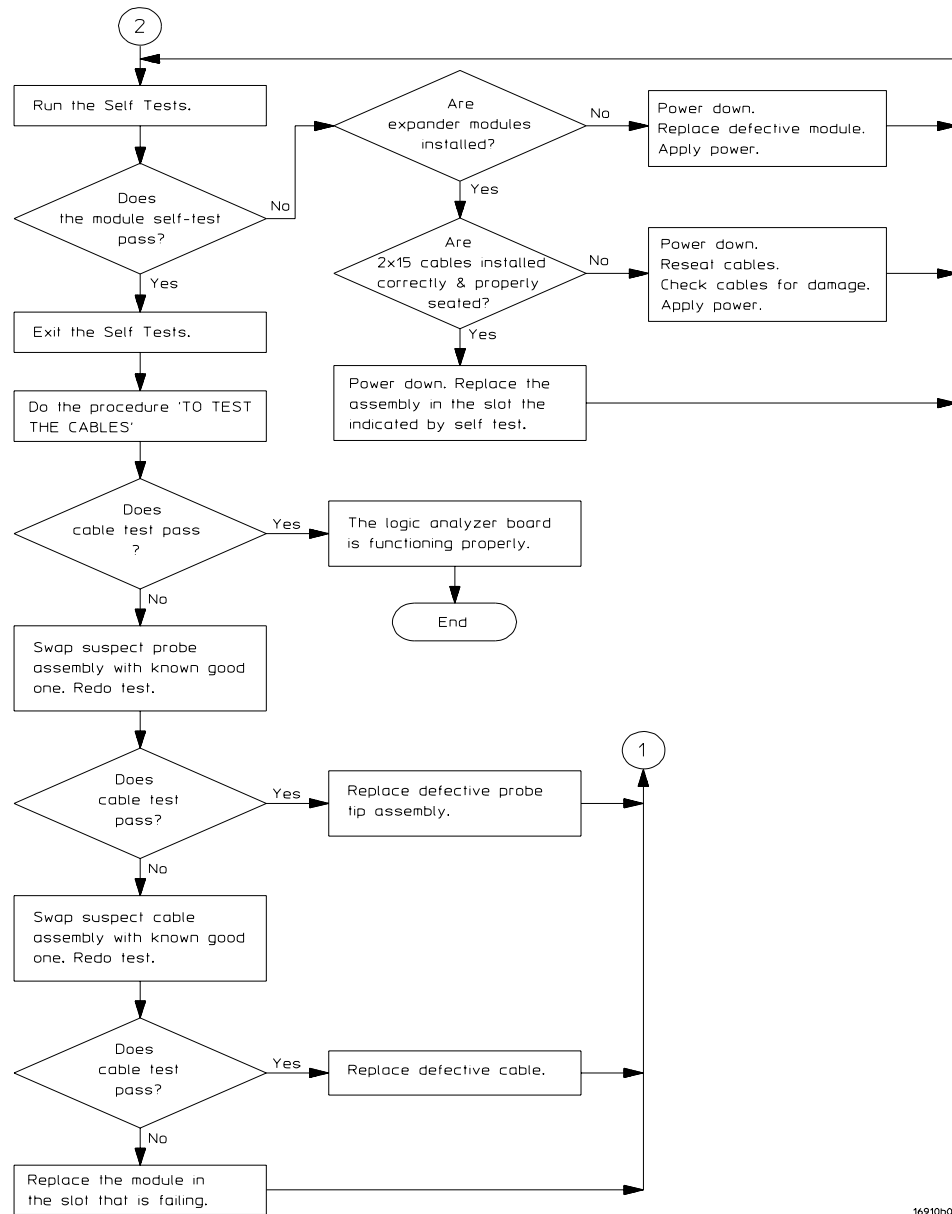 2
Run the Self Tests.
Does
the module self-test
pass?
No
Yes
Are
expander modules
installed?
No
Yes
Power down.
Replace defective module.
Apply power.
Are
2x15 cables installed
correctly & properly
seated?
No
Yes
Power down.
Reseat cables.
Check cables for damage.
Apply power.
Power down. Replace the
assembly in the slot the
indicated by self test.
Exit the Self Tests.
Do the procedure 'TO TEST
THE CABLES'
Does
cable test pass
?
Yes
No
The logic analyzer board
is functioning properly.
End
Swap suspect probe
assembly with known good
one. Redo test.
Does
cable test
pass?
Yes
No
Replace defective probe
tip assembly.
1
Swap suspect cable
assembly with known good
one. Redo test.
Does
cable test
pass?
Yes
No
Replace defective cable.
Replace the module in
the slot that is failing.